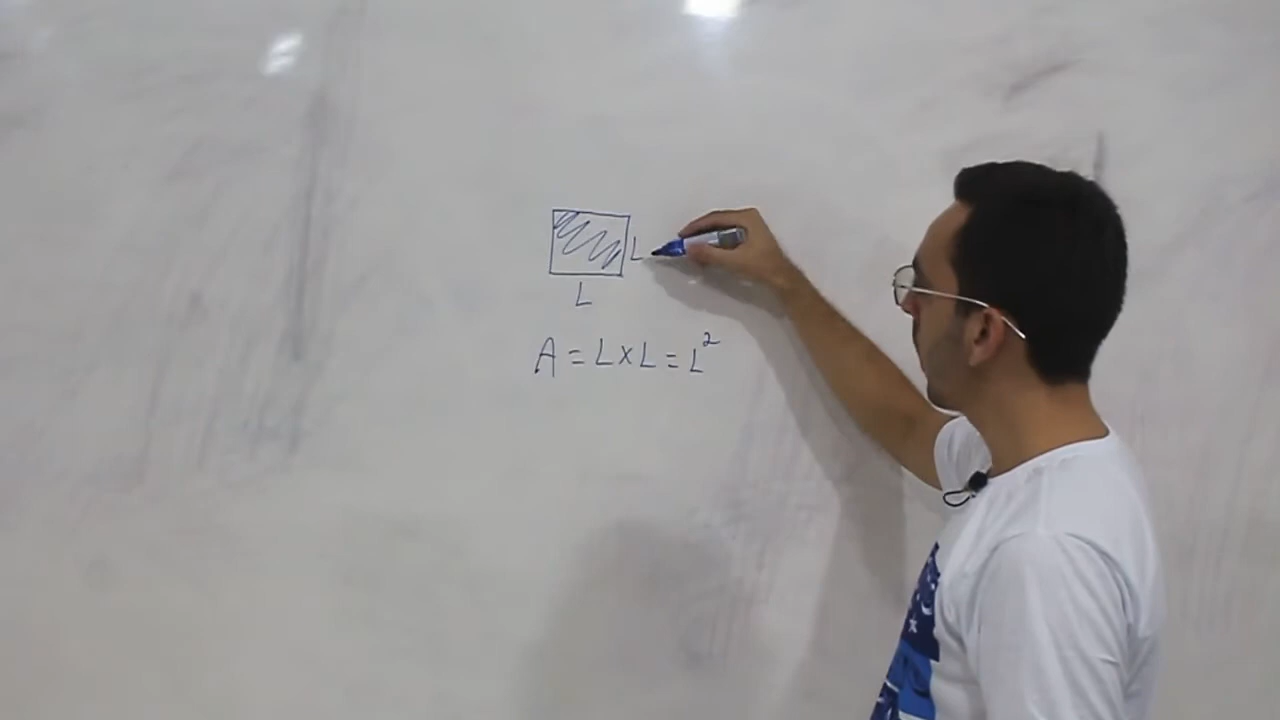 L
L
A = L x L = L²